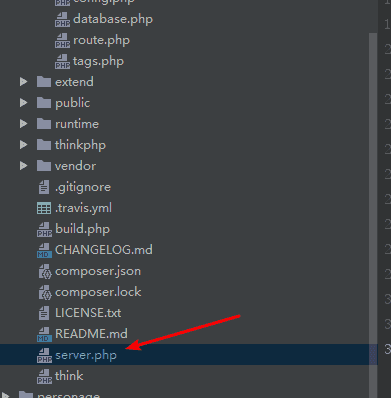 config.php
database.php
route.php
tags.php
extend
public
runtime
thinkphp
vendor
.gitignore
.travis.yml
build.php
CHANGELOG.md
composer.json
composer.lock
LICENSE.txt
README.md
server.php
think
personage